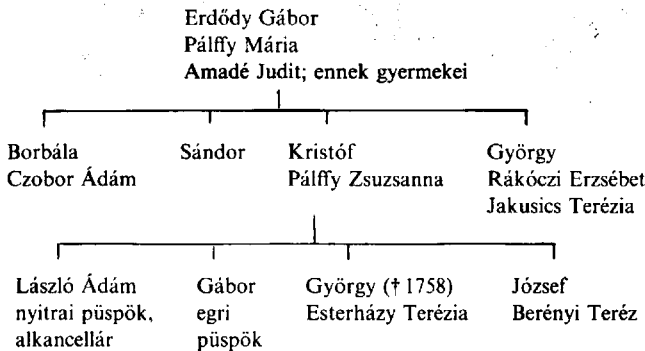 Erdődy Gábor
Pálffy Mária
Amadé Judit; ennek gyermekei
Borbála
Czobor Ádám
Sándor
Kristóf
Pálffy Zsuzsanna
György
Rákóczi Erzsébet
Jakusics Terézia
László Ádám
nyitrai püspök,
alkancellár
Gábor
egri
püspök
György († 1758)
Esterházy Terézia
József
Berényi Teréz